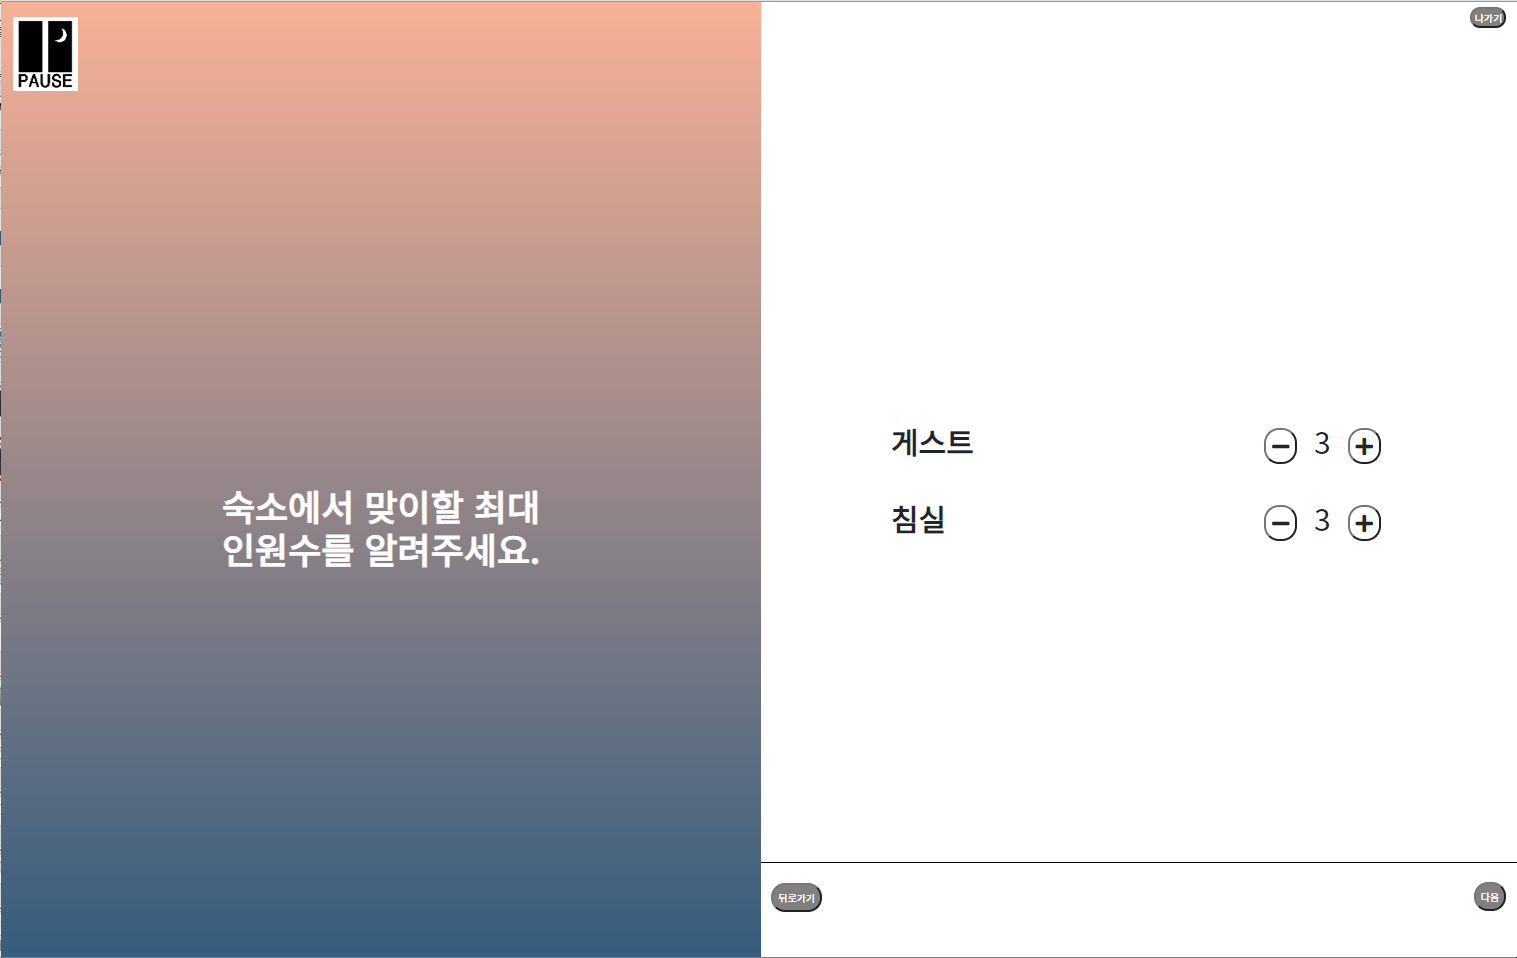 PAUSE
숙소에서 맞이할 최대
인원수를 알려주세요.
나가기
게스트 3
침실 3
뒤로가기
다음